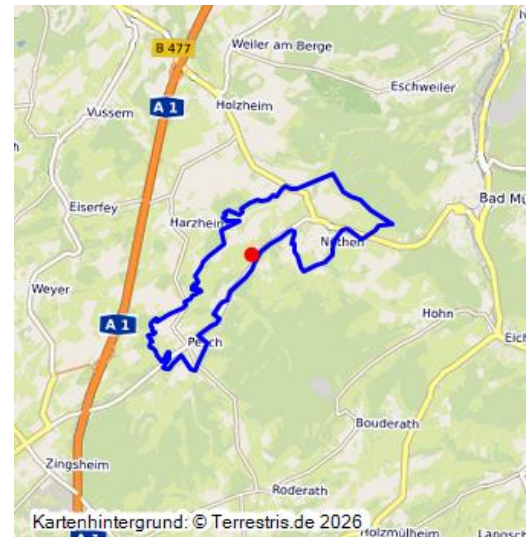 B 477
Weiler am Berge
Eschweiler
A 1
Holzheim
Vussem
Eiserfey
Harzheim
Bad Mü
Nöthen
Weyer
Hohn
A 1
Eich
Pesch
Bouderath
Zingsheim
Roderath
Kartenhintergrund: © Terrestris.de 2026
Holzmülheim